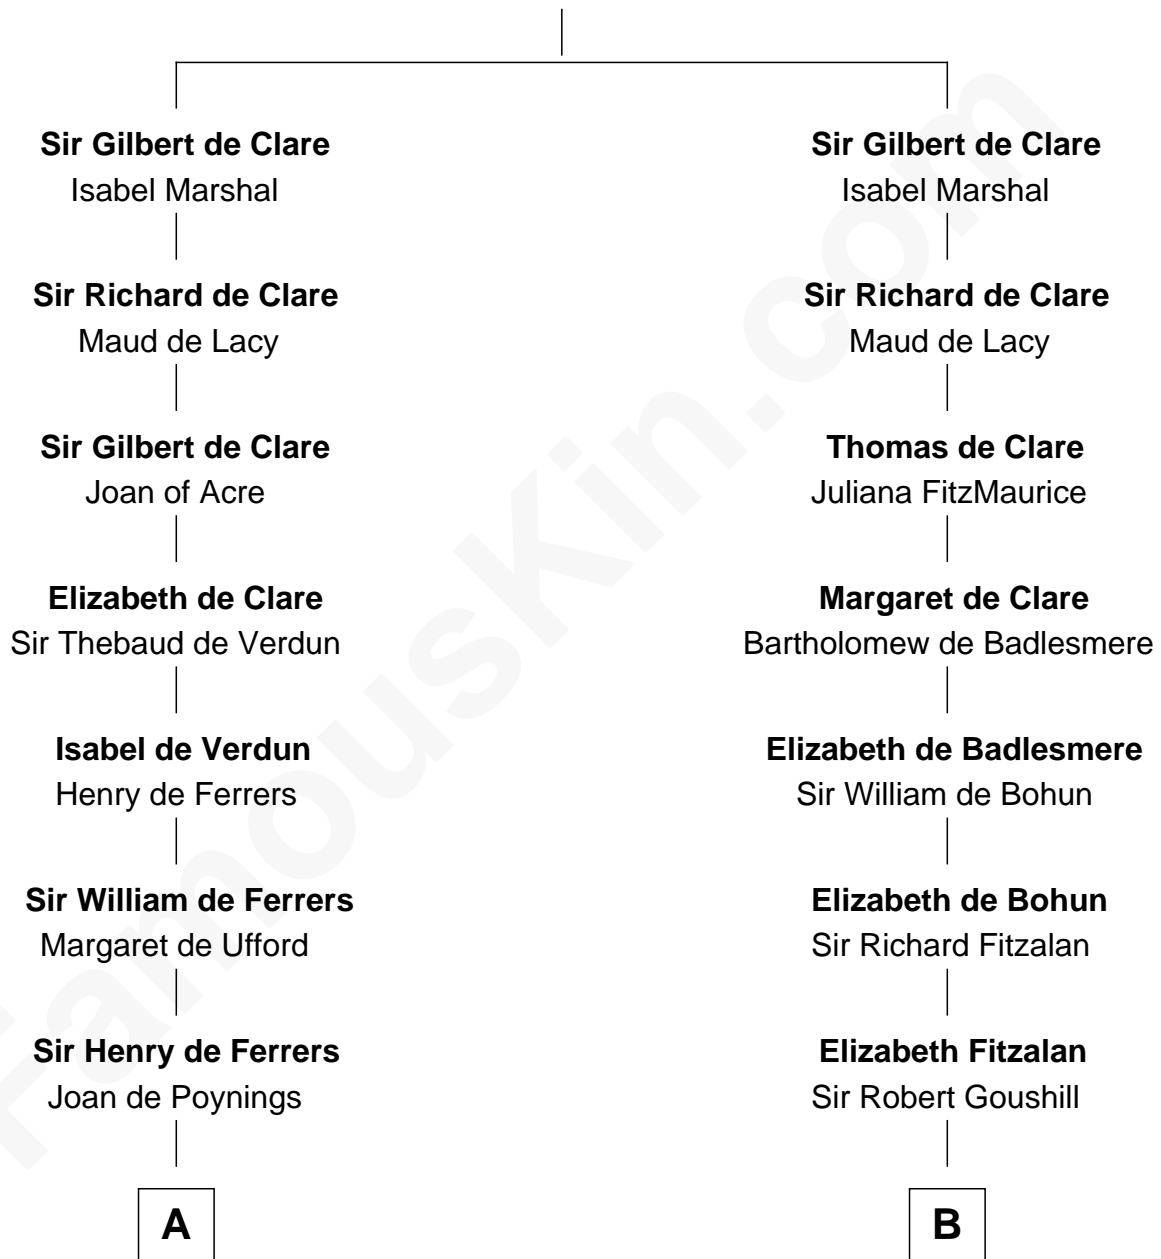 Sir Gilbert de Clare
Isabel Marshal
Sir Richard de Clare
Maud de Lacy
Sir Gilbert de Clare
Joan of Acre
Elizabeth de Clare
Sir Thebaud de Verdun
Isabel de Verdun
Henry de Ferrers
Sir William de Ferrers
Margaret de Ufford
Sir Henry de Ferrers
Joan de Poynings
A
Sir Gilbert de Clare
Isabel Marshal
Sir Richard de Clare
Maud de Lacy
Thomas de Clare
Juliana FitzMaurice
Margaret de Clare
Bartholomew de Badlesmere
Elizabeth de Badlesmere
Sir William de Bohun
Elizabeth de Bohun
Sir Richard Fitzalan
Elizabeth Fitzalan
Sir Robert Goushill
B
FamousKin.com